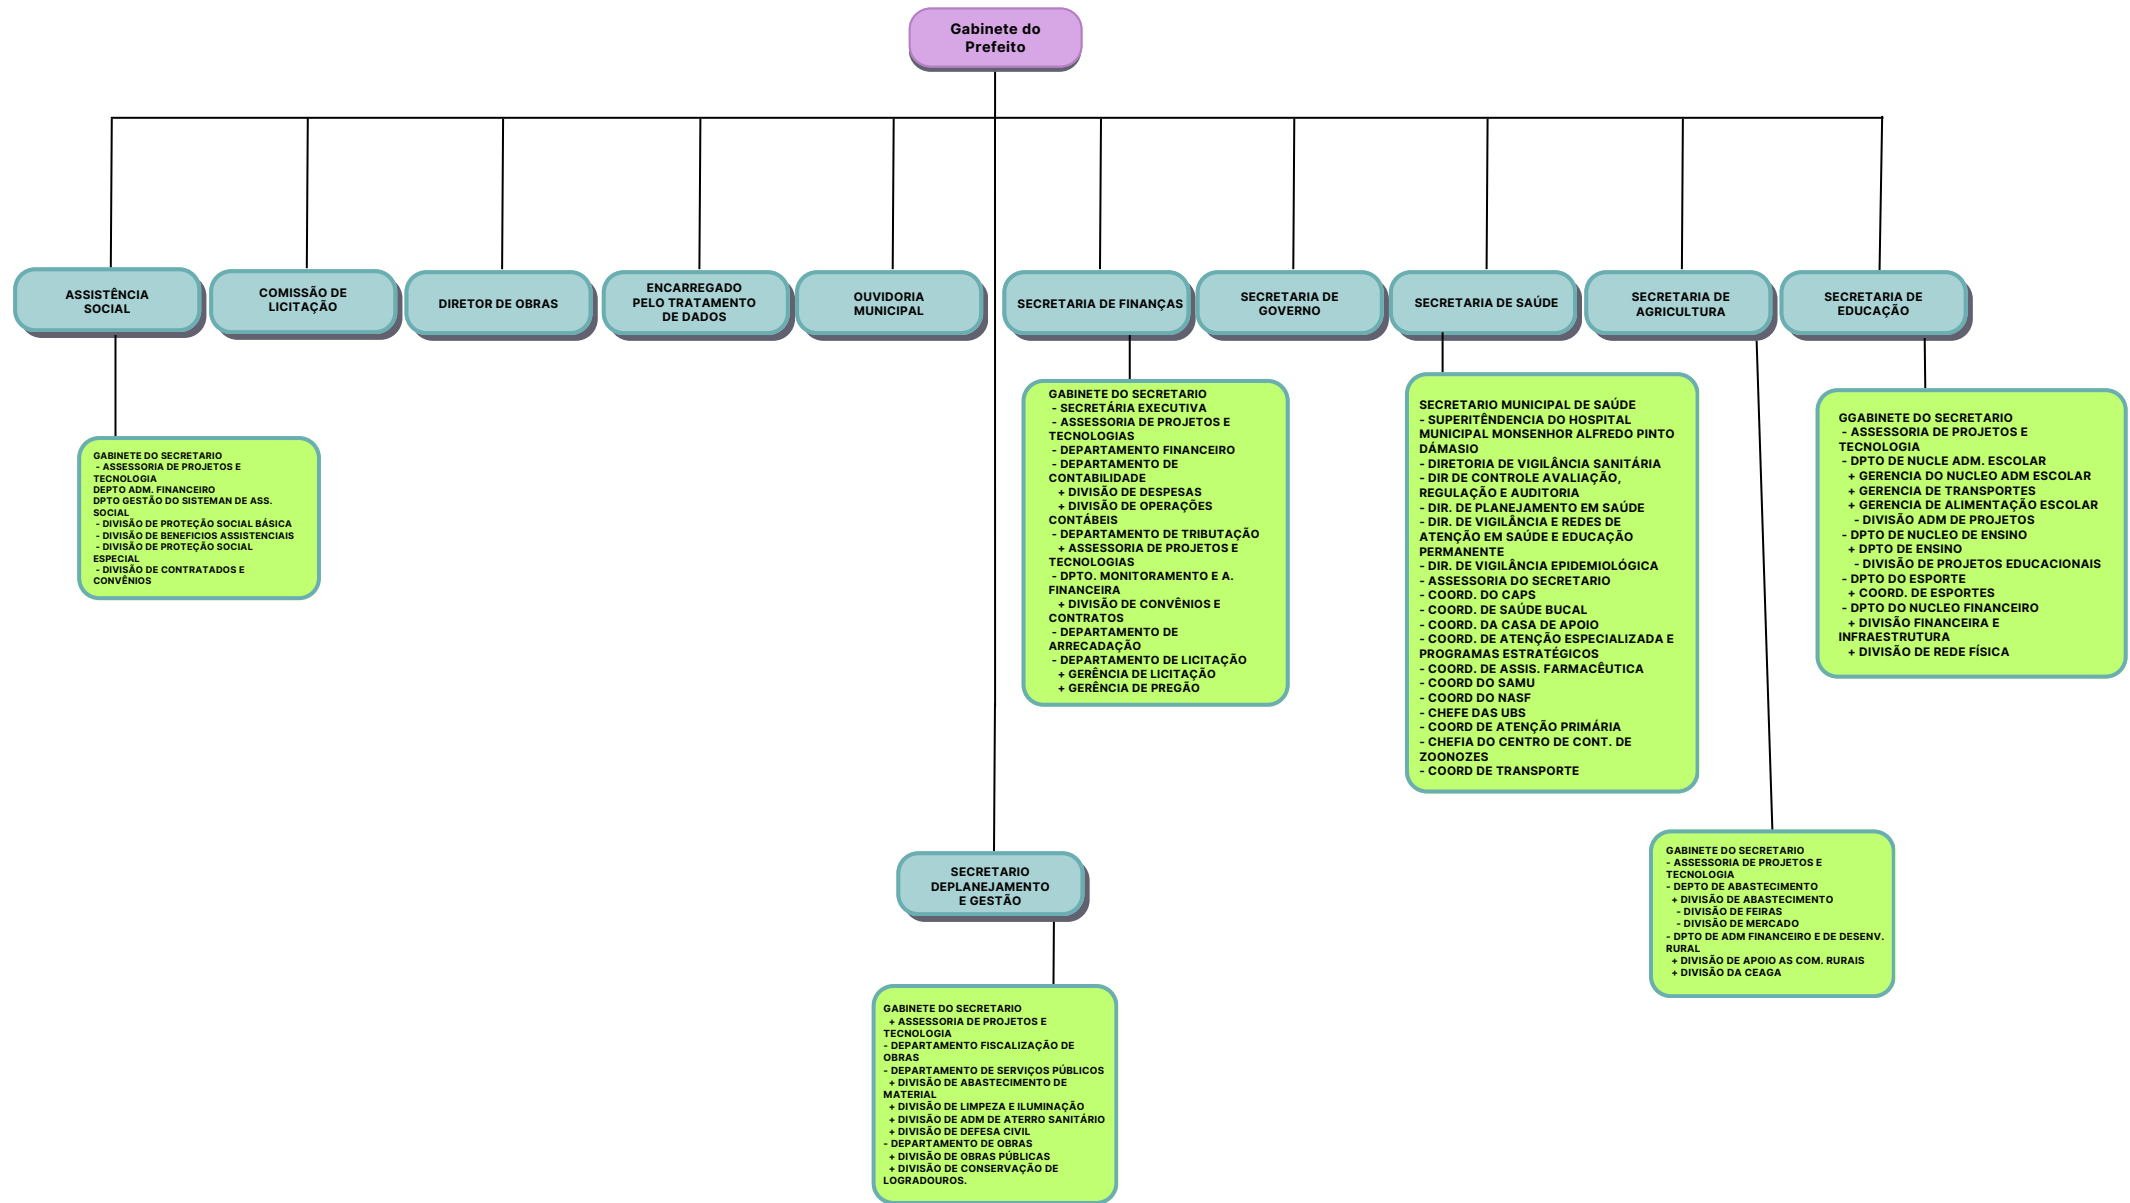 Gabinete do
Prefeito
ASSISTÊNCIA
SOCIAL
COMISSÃO DE
LICITAÇÃO
DIRETOR DE OBRAS
ENCARREGADO
PELO TRATAMENTO
DE DADOS
OUVIDORIA
MUNICIPAL
SECRETARIA DE FINANÇAS
SECRETARIA DE
GOVERNO
SECRETARIA DE SAÚDE
SECRETARIA DE
AGRICULTURA
SECRETARIA DE
EDUCAÇÃO
GABINETE DO SECRETARIO
- ASSESSORIA DE PROJETOS E
TECNOLOGIA
DEPTO ADM. FINANCEIRO
DPTO GESTÃO DO SISTEMAN DE ASS.
SOCIAL
- DIVISÃO DE PROTEÇÃO SOCIAL BÁSICA
- DIVISÃO DE BENEFICIOS ASSISTENCIAIS
- DIVISÃO DE PROTEÇÃO SOCIAL
ESPECIAL
- DIVISÃO DE CONTRATADOS E
CONVÊNIOS
GABINETE DO SECRETARIO
- SECRETÁRIA EXECUTIVA
- ASSESSORIA DE PROJETOS E
TECNOLOGIAS
- DEPARTAMENTO FINANCEIRO
- DEPARTAMENTO DE
CONTABILIDADE
+ DIVISÃO DE DESPESAS
+ DIVISÃO DE OPERAÇÕES
CONTÁBEIS
- DEPARTAMENTO DE TRIBUTAÇÃO
+ ASSESSORIA DE PROJETOS E
TECNOLOGIAS
- DPTO. MONITORAMENTO E A.
FINANCEIRA
+ DIVISÃO DE CONVÊNIOS E
CONTRATOS
- DEPARTAMENTO DE
ARRECADAÇÃO
- DEPARTAMENTO DE LICITAÇÃO
+ GERÊNCIA DE LICITAÇÃO
+ GERÊNCIA DE PREGÃO
SECRETARIO MUNICIPAL DE SAÚDE
- SUPERITÊNDENCIA DO HOSPITAL
MUNICIPAL MONSENHOR ALFREDO PINTO
DÁMASIO
- DIRETORIA DE VIGILÂNCIA SANITÁRIA
- DIR DE CONTROLE AVALIAÇÃO,
REGULAÇÃO E AUDITORIA
- DIR. DE PLANEJAMENTO EM SAÚDE
- DIR. DE VIGILÂNCIA E REDES DE
ATENÇÃO EM SAÚDE E EDUCAÇÃO
PERMANENTE
- DIR. DE VIGILÂNCIA EPIDEMIOLÓGICA
- ASSESSORIA DO SECRETARIO
- COORD. DO CAPS
- COORD. DE SAÚDE BUCAL
- COORD. DA CASA DE APOIO
- COORD. DE ATENÇÃO ESPECIALIZADA E
PROGRAMAS ESTRATÉGICOS
- COORD. DE ASSIS. FARMACÊUTICA
- COORD DO SAMU
- COORD DO NASF
- CHEFE DAS UBS
- COORD DE ATENÇÃO PRIMÁRIA
- CHEFIA DO CENTRO DE CONT. DE
ZOONOZES
- COORD DE TRANSPORTE
GGABINETE DO SECRETARIO
- ASSESSORIA DE PROJETOS E
TECNOLOGIA
- DPTO DE NUCLE ADM. ESCOLAR
+ GERENCIA DO NUCLEO ADM ESCOLAR
+ GERENCIA DE TRANSPORTES
+ GERENCIA DE ALIMENTAÇÃO ESCOLAR
- DIVISÃO ADM DE PROJETOS
- DPTO DE NUCLEO DE ENSINO
+ DPTO DE ENSINO
- DIVISÃO DE PROJETOS EDUCACIONAIS
- DPTO DO ESPORTE
+ COORD. DE ESPORTES
- DPTO DO NUCLEO FINANCEIRO
+ DIVISÃO FINANCEIRA E
INFRAESTRUTURA
+ DIVISÃO DE REDE FÍSICA
GABINETE DO SECRETARIO
- ASSESSORIA DE PROJETOS E
TECNOLOGIA
- DEPTO DE ABASTECIMENTO
+ DIVISÃO DE ABASTECIMENTO
- DIVISÃO DE FEIRAS
- DIVISÃO DE MERCADO
- DPTO DE ADM FINANCEIRO E DE DESENV.
RURAL
+ DIVISÃO DE APOIO AS COM. RURAIS
+ DIVISÃO DA CEAGA
SECRETARIO
DEPLANEJAMENTO
E GESTÃO
GABINETE DO SECRETARIO
+ ASSESSORIA DE PROJETOS E
TECNOLOGIA
- DEPARTAMENTO FISCALIZAÇÃO DE
OBRAS
- DEPARTAMENTO DE SERVIÇOS PÚBLICOS
+ DIVISÃO DE ABASTECIMENTO DE
MATERIAL
+ DIVISÃO DE LIMPEZA E ILUMINAÇÃO
+ DIVISÃO DE ADM DE ATERRO SANITÁRIO
+ DIVISÃO DE DEFESA CIVIL
- DEPARTAMENTO DE OBRAS
+ DIVISÃO DE OBRAS PÚBLICAS
+ DIVISÃO DE CONSERVAÇÃO DE
LOGRADOUROS.